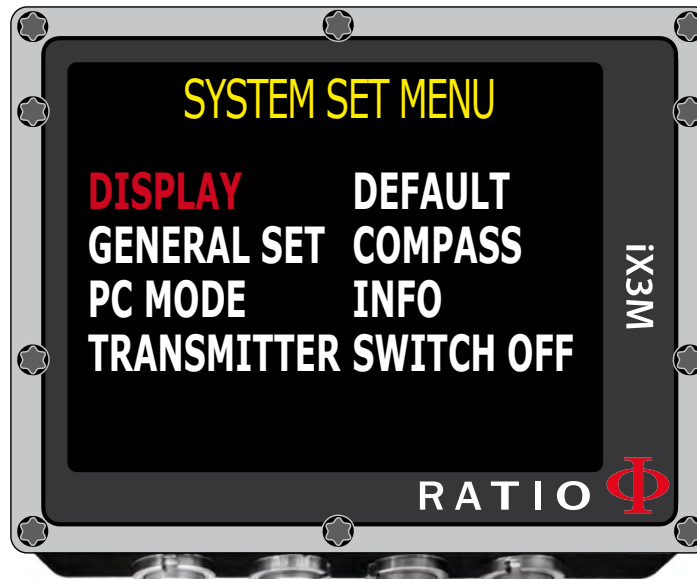 SYSTEM SET MENU
DISPLAY DEFAULT
GENERAL SET COMPASS
PC MODE INFO
TRANSMITTER SWITCH OFF
iX3M
RATIO